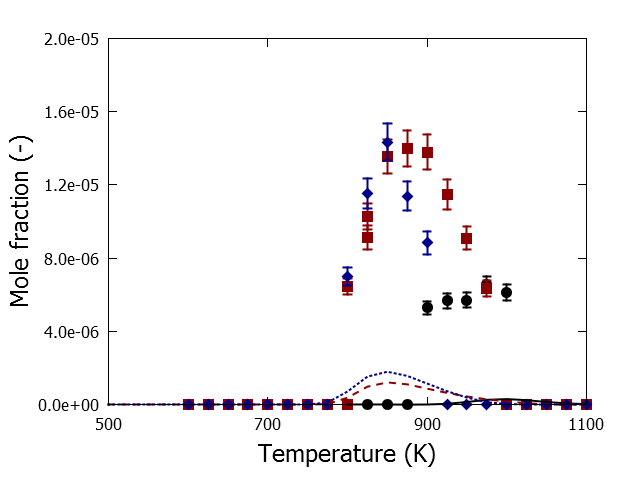 2.0e-05
1.6e-05
1.2e-05
8.0e-06
4.0e-06
0.0e+00
Mole fraction (-)
500
700
900
1100
Temperature (K)